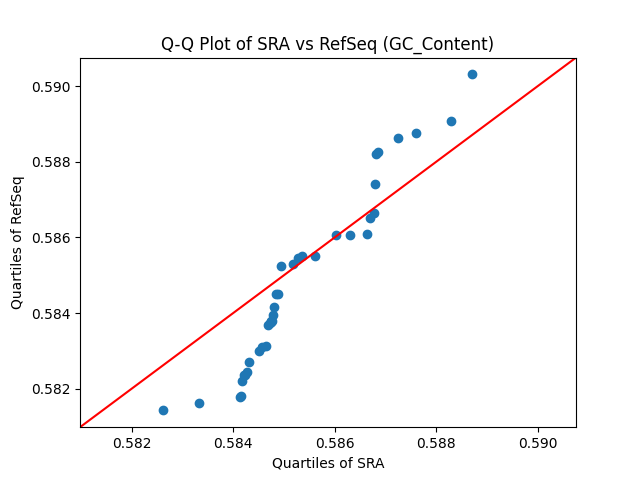 Q-Q Plot of SRA vs RefSeq (GC_Content)
0.590
0.588
0.586
0.584
0.582
Quartiles of RefSeq
0.582 0.584 0.586 0.588 0.590
Quartiles of SRA